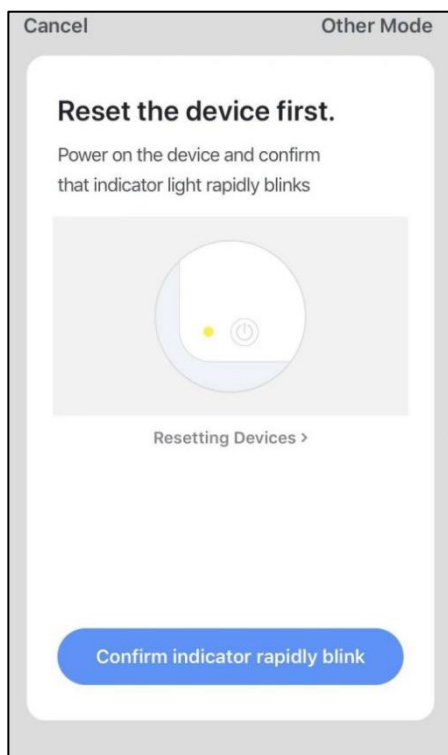 Cancel
Other Mode
Reset the device first.
Power on the device and confirm
that indicator light rapidly blinks
Resetting Devices >
Confirm indicator rapidly blink